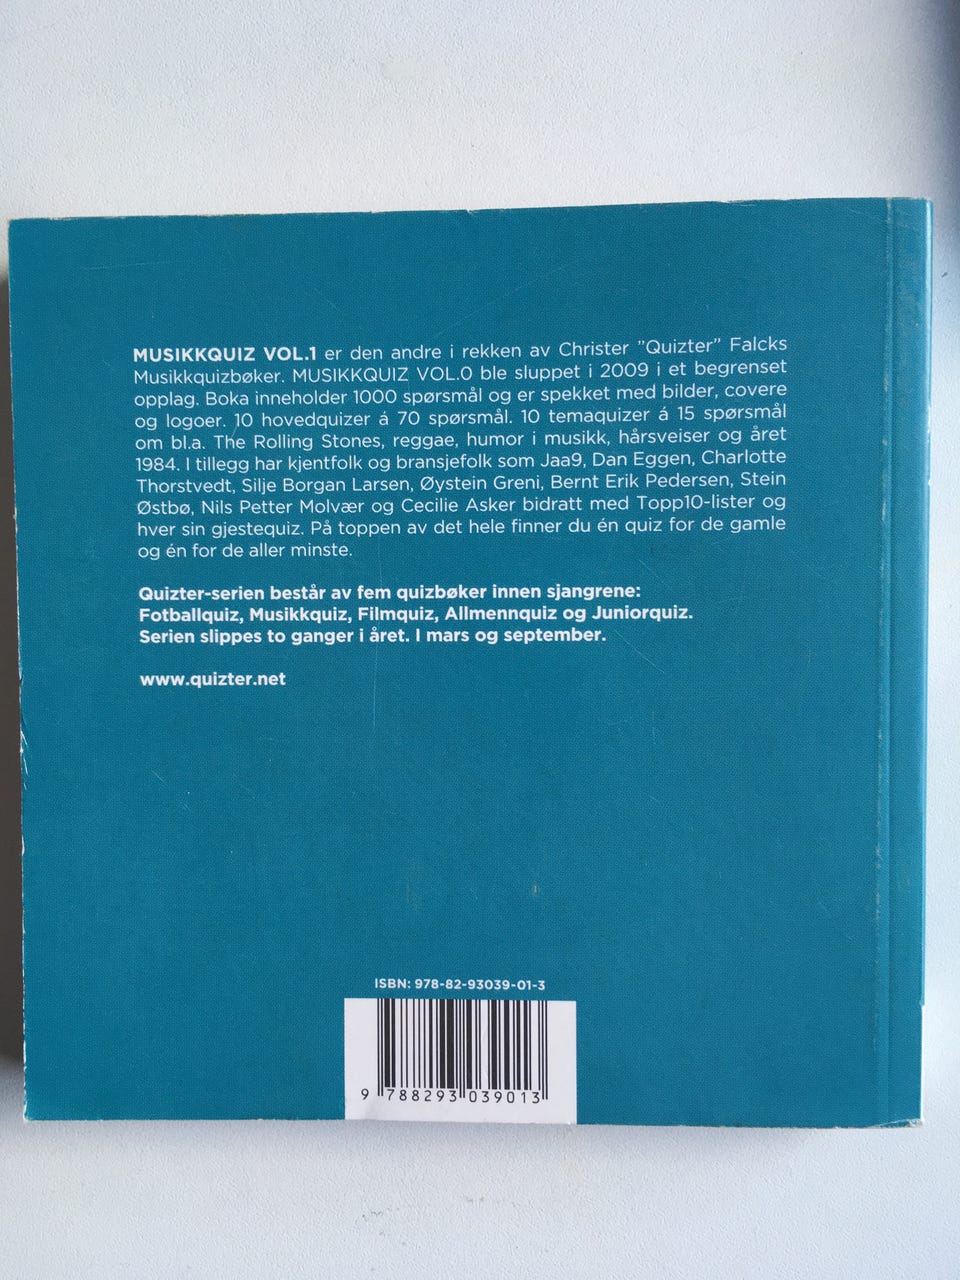 MUSIKKQUIZ VOL.1 er den andre i rekken av Christer ”Quizter” Falcks
Musikkquizbøker. MUSIKKQUIZ VOL.0 ble sluppet i 2009 i et begrenset
opplag. Boka inneholder 1000 spørsmål og er spekket med bilder, covere
og logoer. 10 hovedquizer á 70 spørsmål. 10 temaquizer á 15 spørsmål
om bl.a. The Rolling Stones, reggae, humor i musikk, hårsveiser og året
1984. I tillegg har kjentfolk og bransjefolk som Jaa9, Dan Eggen, Charlotte
Thorstvedt, Silje Borgan Larsen, Øystein Greni, Bernt Erik Pedersen, Stein
Østbø, Nils Petter Molvær og Cecilie Asker bidratt med Topp10-lister og
hver sin gjestequiz. På toppen av det hele finner du én quiz for de gamle
og én for de aller minste.
Quizter-serien består av fem quizbøker innen sjangrene:
Fotballquiz, Musikkquiz, Filmquiz, Allmennquiz og Juniorquiz.
Serien slippes to ganger i året. I mars og september.
www.quizter.net
ISBN: 978-82-93039-01-3
9 788293 039013